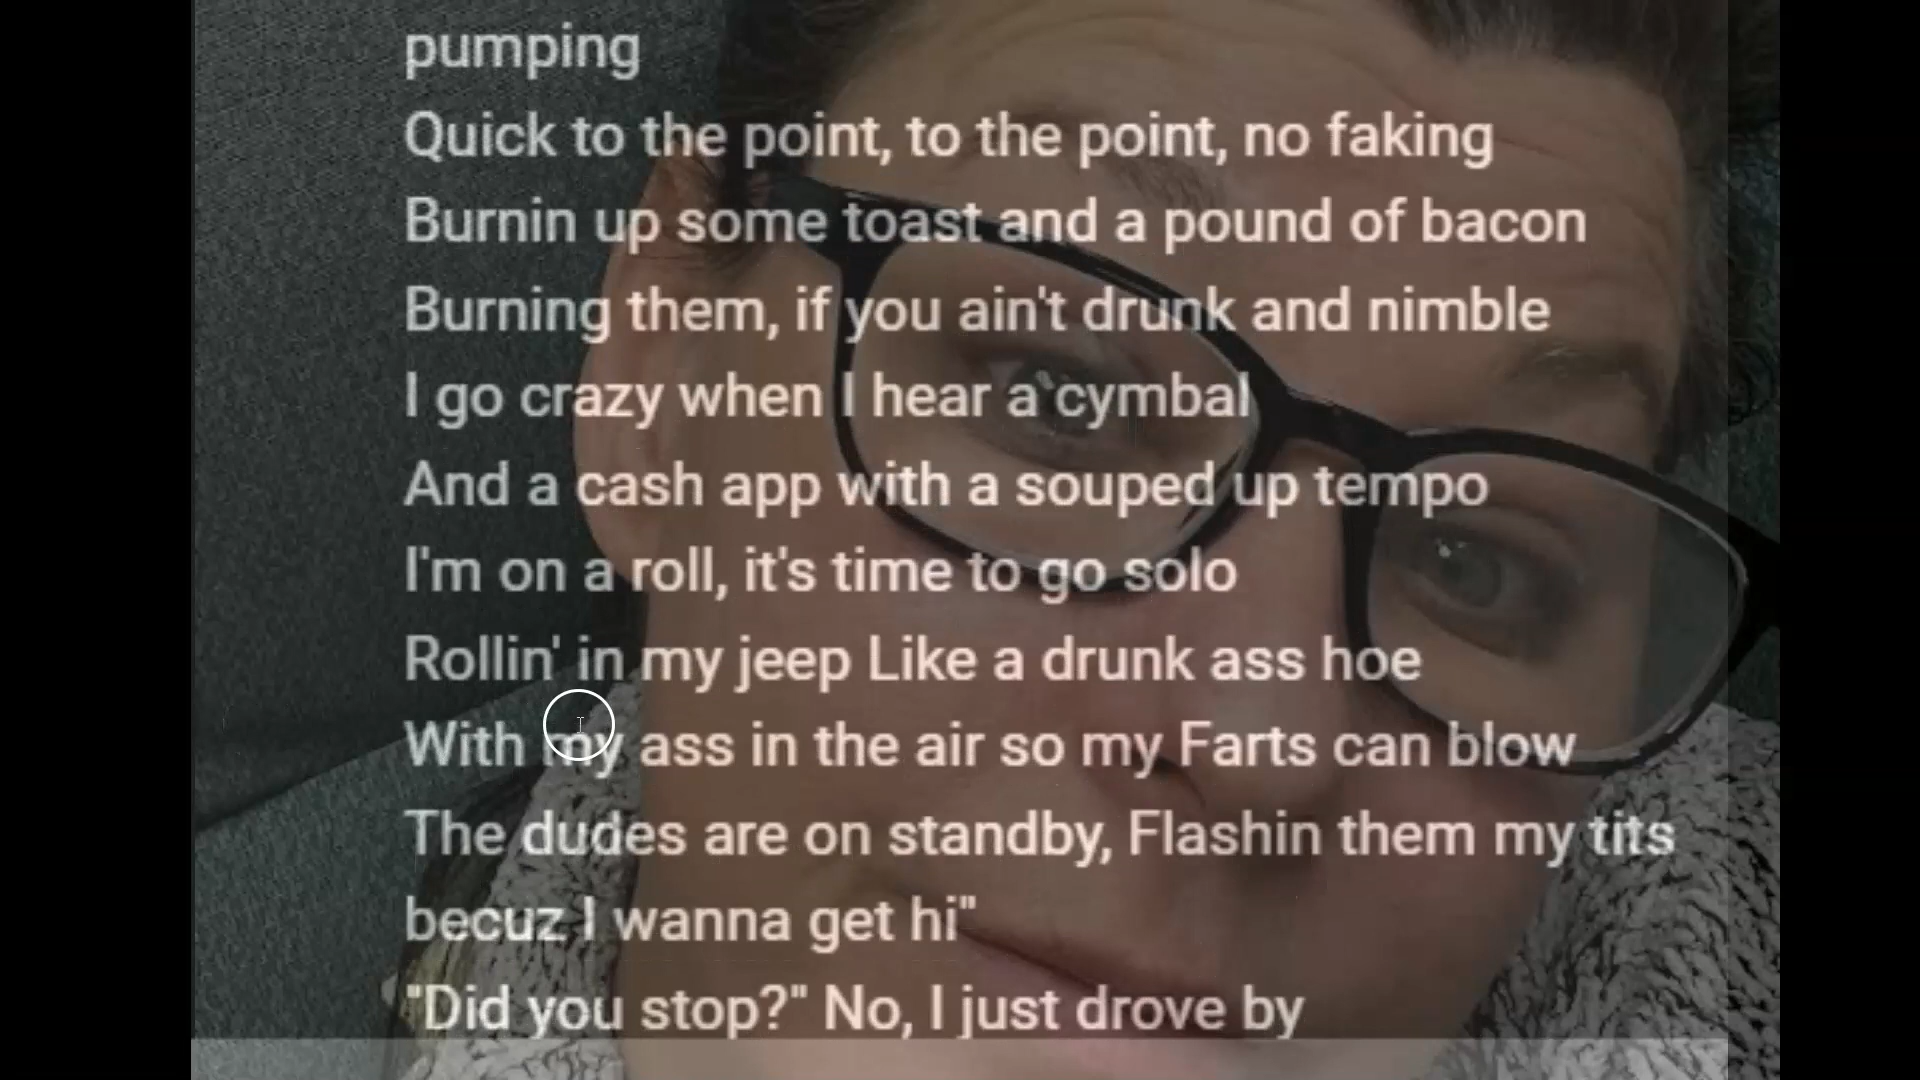 pumping
Quick to the point, to the point, no faking
Burnin up some toast and a pound of bacon
Burning them, if you ain't drunk and nimble
I go crazy when I hear a cymbal
And a cash app with a souped up tempo
I'm on a roll, it's time to go solo
Rollin' in my jeep Like a drunk ass hoe
With my ass in the air so my Farts can blow
The dudes are on standby, Flashin them my tits
becuz I wanna get hi"
"Did you stop?" No, I just drove by